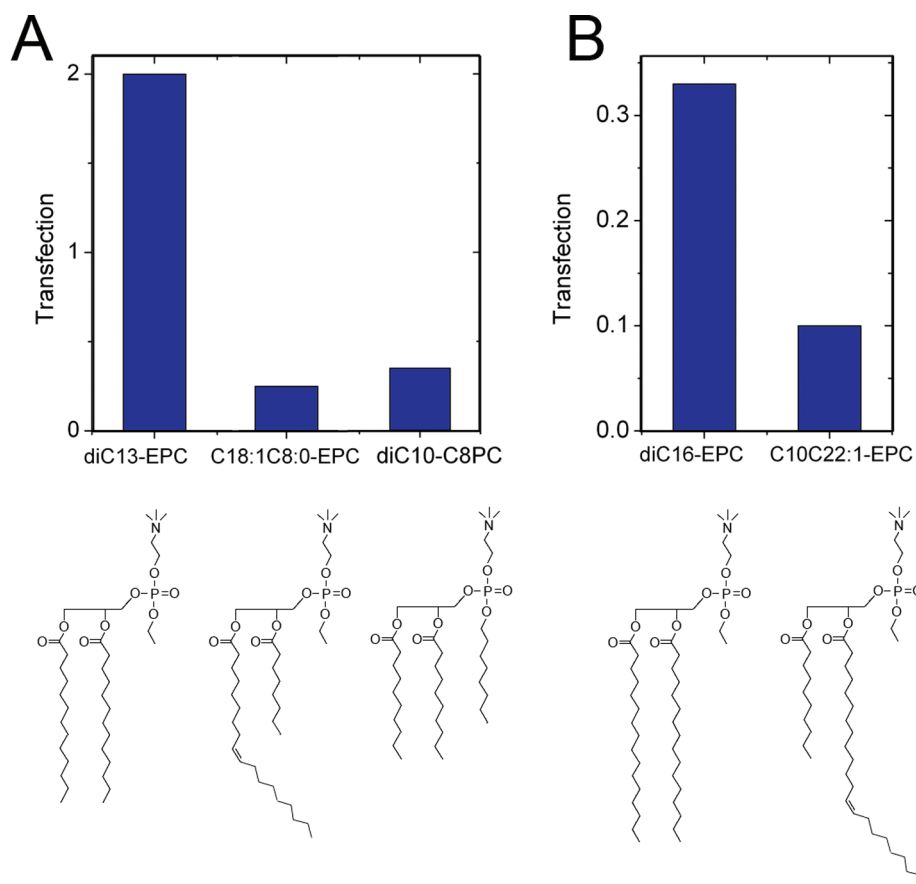 A
B
Transfection
2
1
0
diC13-EPC
C18:1C8:0-EPC
diC10-C8PC
Transfection
0.3
0.2
0.1
0.0
diC16-EPC
C10C22:1-EPC
N
O
O P O
O
O
O
O
O
N
O
O P O
O
O
O
O
O
N
O
O P O
O
O
O
O
O
N
O
O P O
O
O
O
O
O
N
O
O P O
O
O
O
O
O